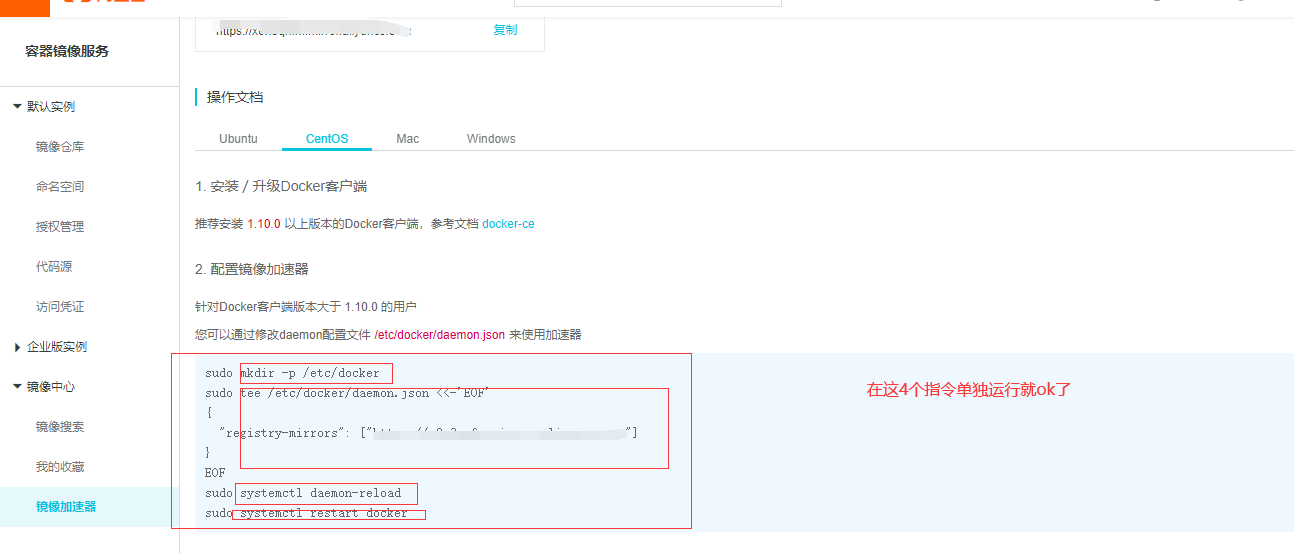 复制
容器镜像服务
操作文档
默认实例
Ubuntu CentOS Mac Windows
镜像仓库
命名空间
1. 安装 / 升级Docker客户端
授权管理
推荐安装 1.10.0 以上版本的Docker客户端，参考文档 docker-ce
代码源
2. 配置镜像加速器
访问凭证
针对Docker客户端版本大于 1.10.0 的用户
您可以通过修改daemon配置文件 /etc/docker/daemon.json 来使用加速器
企业版实例
镜像中心
sudo mkdir -p /etc/docker
sudo tee /etc/docker/daemon.json <<-'EOF'
{
"registry-mirrors": ["
"]
}
EOF
sudo systemctl daemon-reload
sudo systemctl restart docker
在这4个指令单独运行就ok了
镜像搜索
我的收藏
镜像加速器